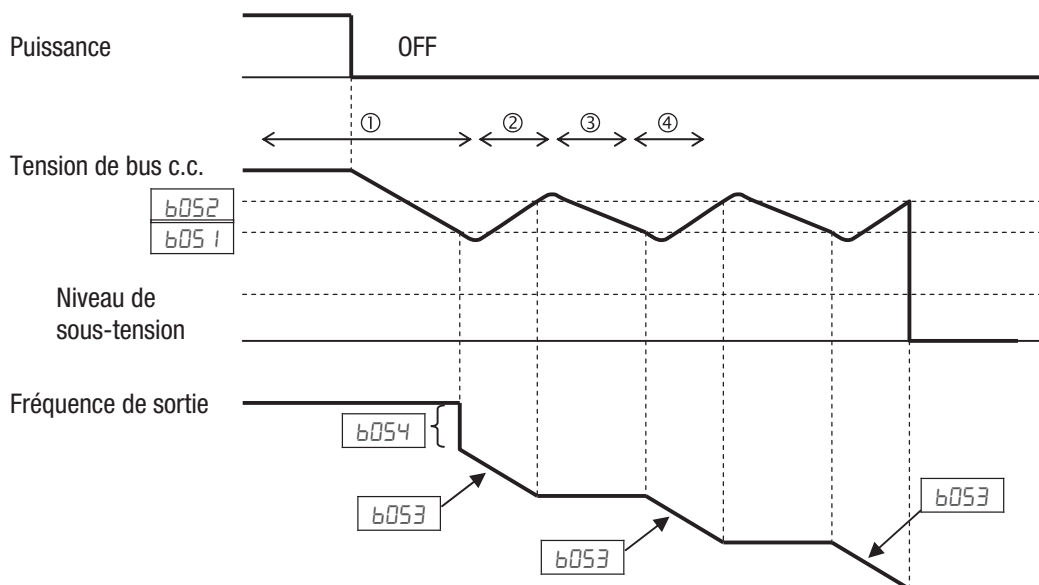 Puissance
OFF
① ② ③ ④
Tension de bus c.c.
b052
b051
Niveau de
sous-tension
Fréquence de sortie
b054
b053
b053
b053